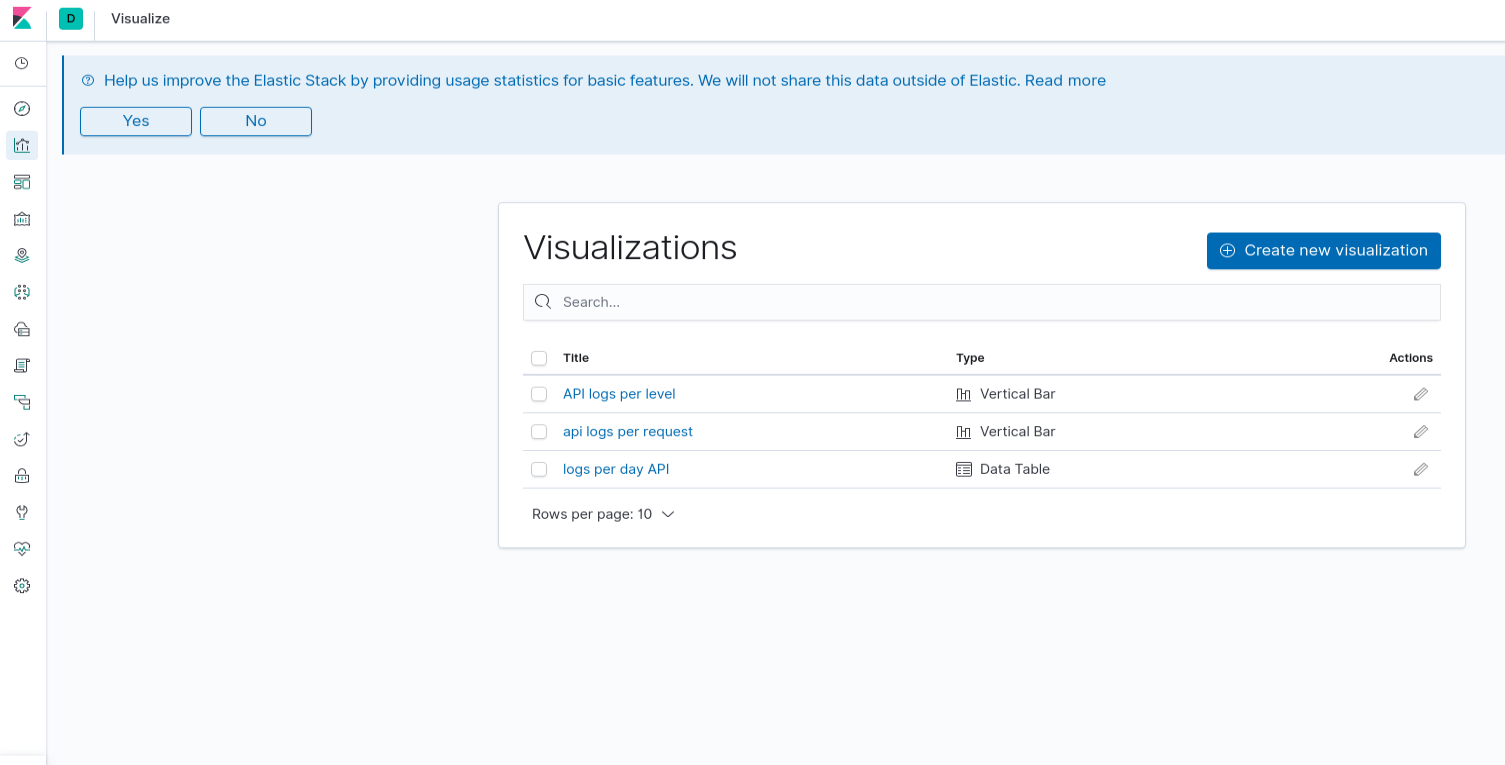 D Visualize
Help us improve the Elastic Stack by providing usage statistics for basic features. We will not share this data outside of Elastic. Read more
Yes No
Visualizations
Create new visualization
Search...
Title Type Actions
API logs per level Vertical Bar
api logs per request Vertical Bar
logs per day API Data Table
Rows per page: 10